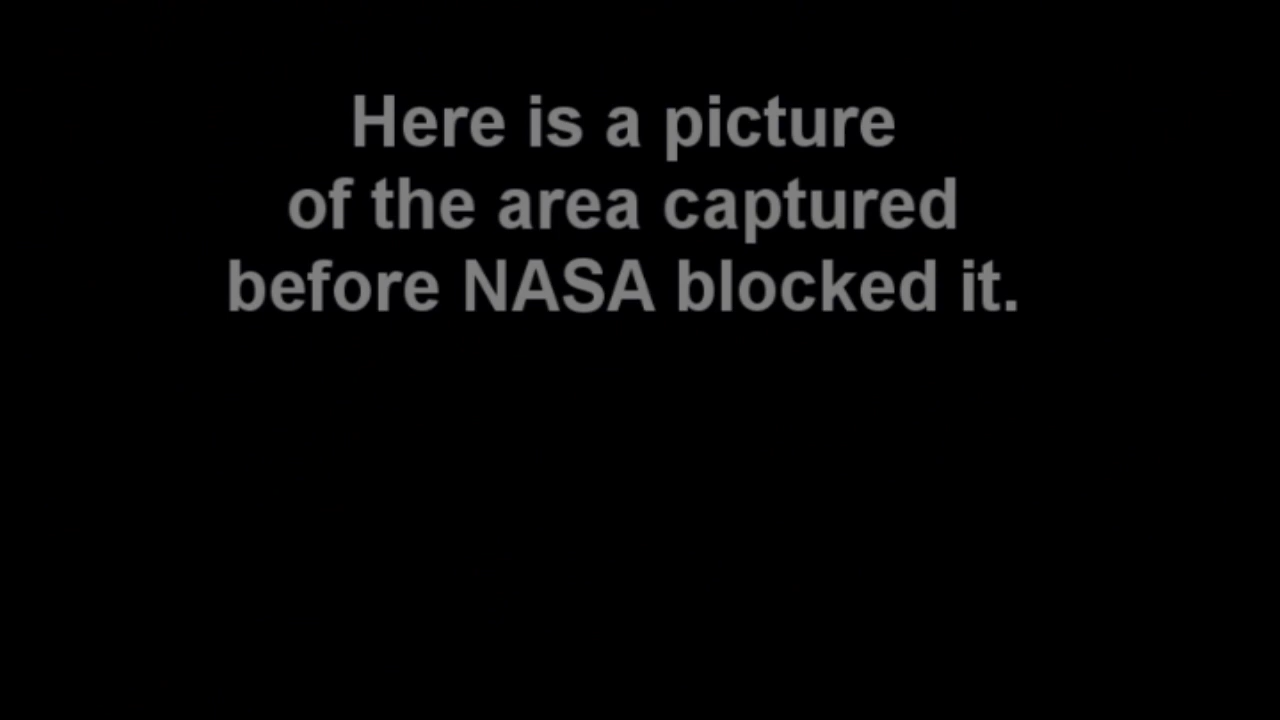 Here is a picture
of the area captured
before NASA blocked it.